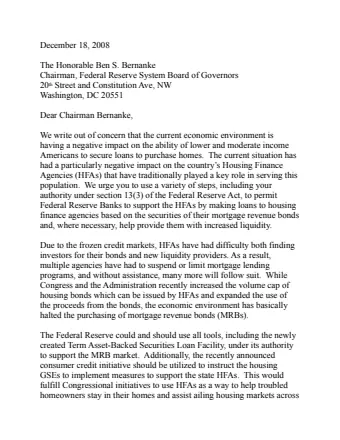 December 18, 2008
The Honorable Ben S. Bernanke
Chairman, Federal Reserve System Board of Governors
20th Street and Constitution Ave, NW
Washington, DC 20551
Dear Chairman Bernanke,
We write out of concern that the current economic environment is
having a negative impact on the ability of lower and moderate income
Americans to secure loans to purchase homes. The current situation has
had a particularly negative impact on the country's Housing Finance
Agencies (HFAs) that have traditionally played a key role in serving this
population. We urge you to use a variety of steps, including your
authority under section 13(3) of the Federal Reserve Act, to permit
Federal Reserve Banks to support the HFAs by making loans to housing
finance agencies based on the securities of their mortgage revenue bonds
and, where necessary, help provide them with increased liquidity.
Due to the frozen credit markets, HFAs have had difficulty both finding
investors for their bonds and new liquidity providers. As a result,
multiple agencies have had to suspend or limit mortgage lending
programs, and without assistance, many more will follow suit. While
Congress and the Administration recently increased the volume cap of
housing bonds which can be issued by HFAs and expanded the use of
the proceeds from the bonds, the economic environment has basically
halted the purchasing of mortgage revenue bonds (MRBs).
The Federal Reserve could and should use all tools, including the newly
created Term Asset-Backed Securities Loan Facility, under its authority
to support the MRB market. Additionally, the recently announced
consumer credit initiative should be utilized to instruct the housing
GSEs to implement measures to support the state HFAs. This would
fulfill Congressional initiatives to use HFAs as a way to help troubled
homeowners stay in their homes and assist ailing housing markets across